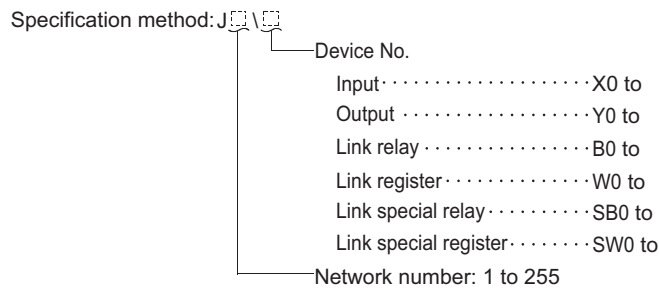 Specification method: J⬚\⬚
Device No.
Input····················X0 to
Output ··················Y0 to
Link relay ················B0 to
Link register··············W0 to
Link special relay··········SB0 to
Link special register········SW0 to
Network number: 1 to 255